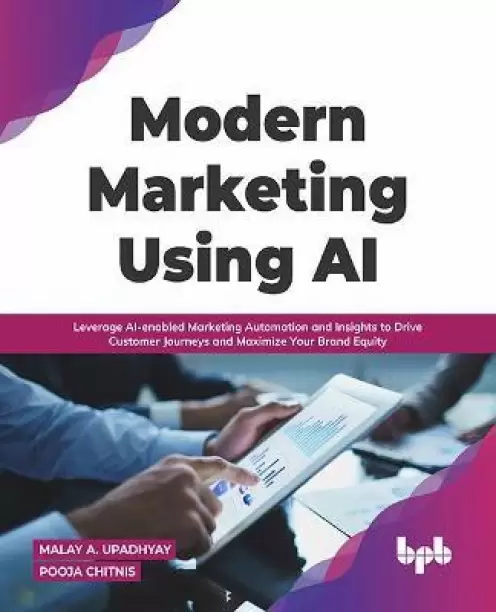 Modern
Marketing
Using AI
Leverage AI-enabled Marketing Automation and Insights to Drive
Customer Journeys and Maximize Your Brand Equity
MALAY A. UPADHYAY
POOJA CHITNIS
bpb